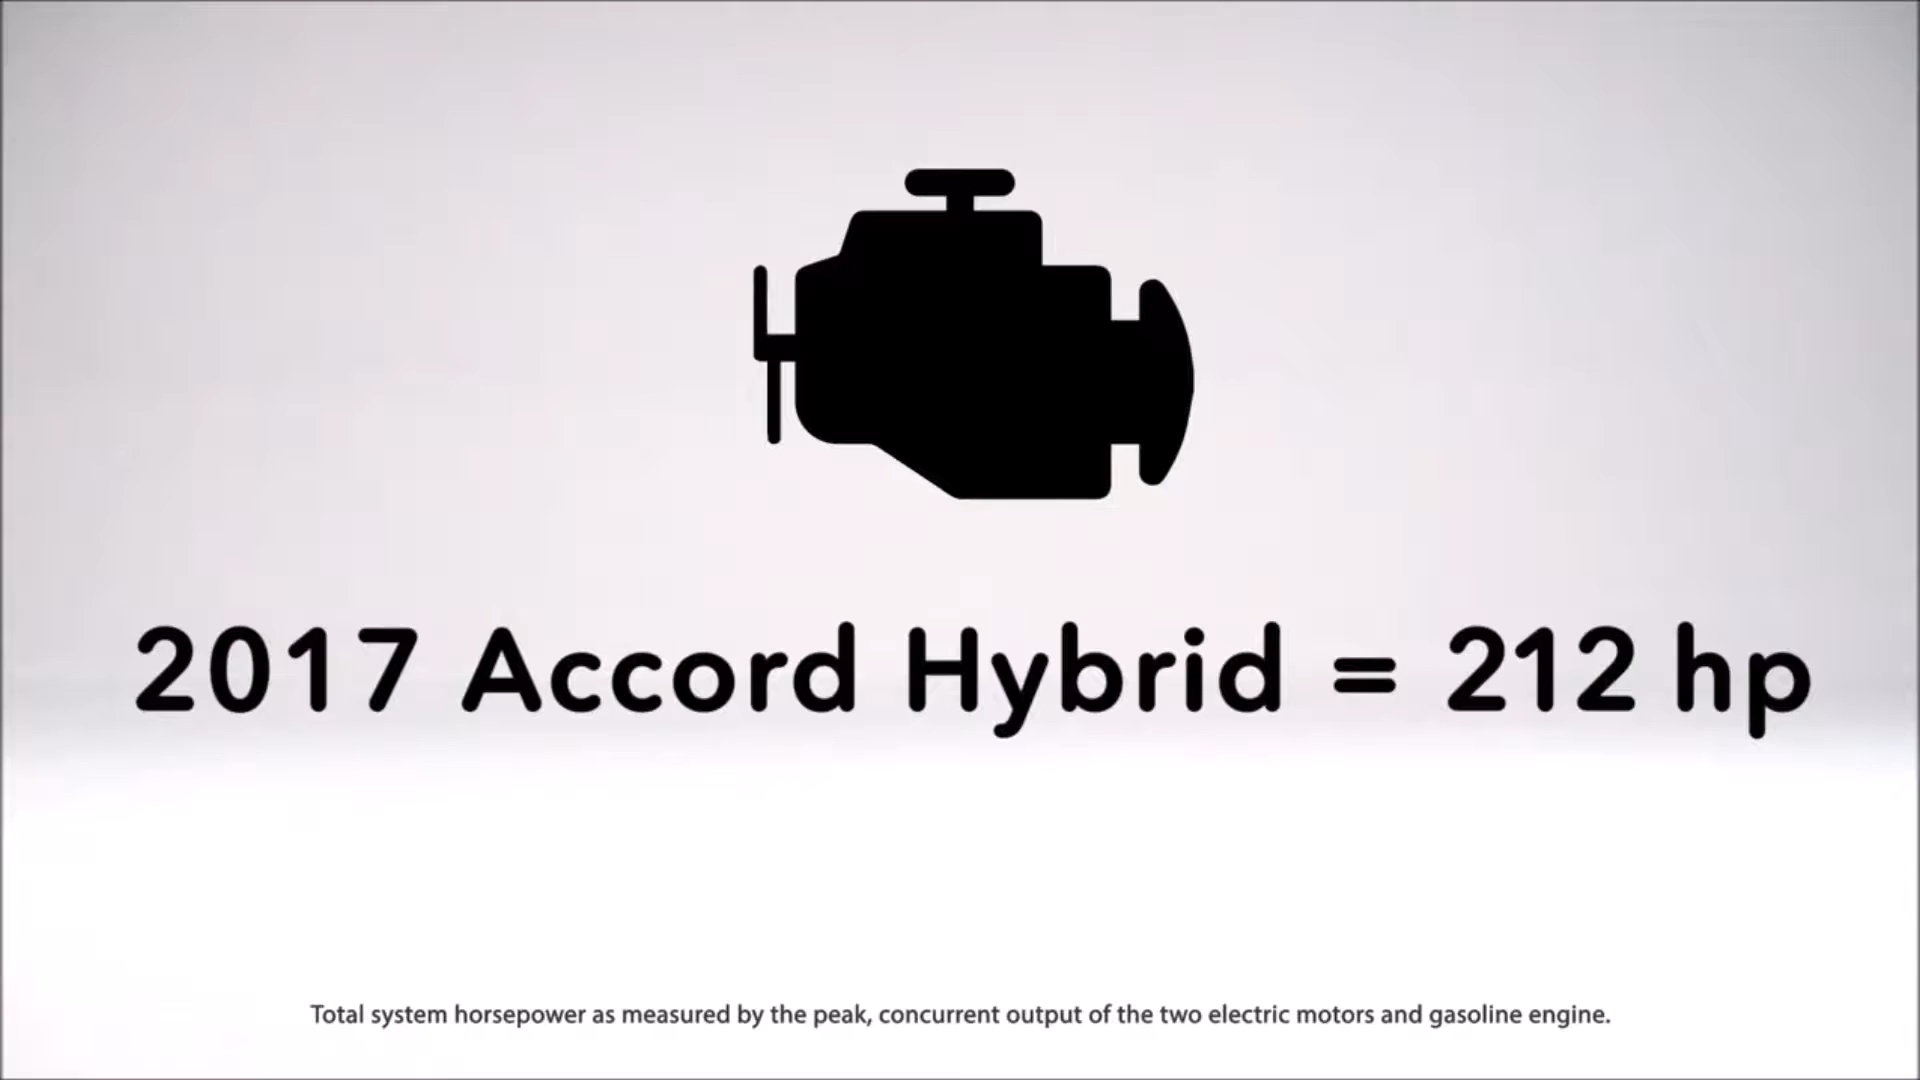 2017 Accord Hybrid = 212 hp
Total system horsepower as measured by the peak, concurrent output of the two electric motors and gasoline engine.